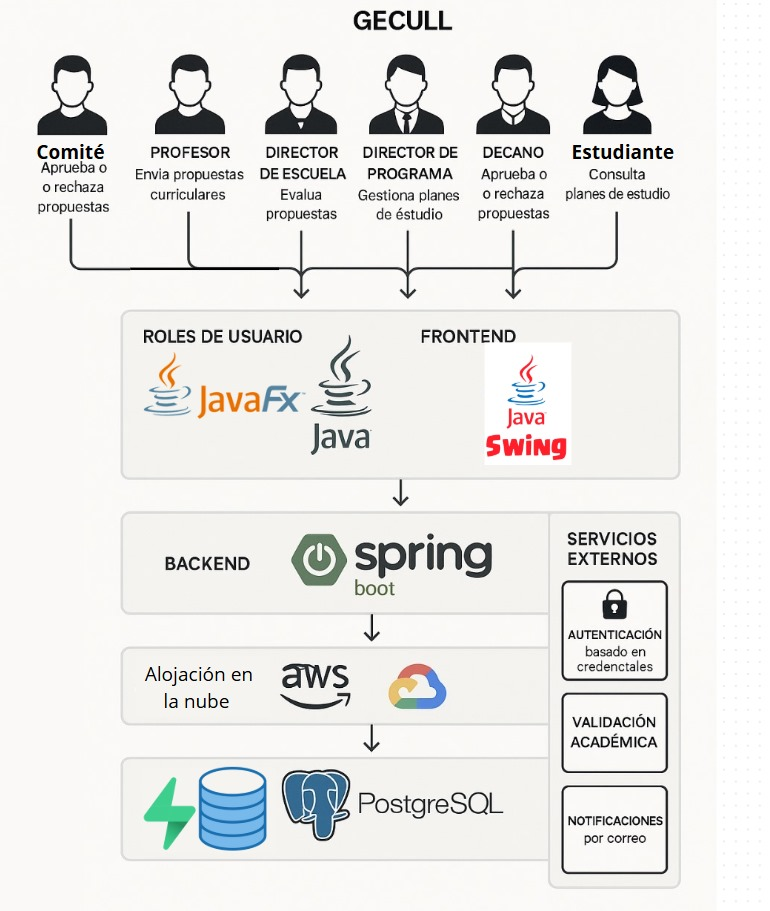 GECULL
Comité
Aprueba o
o rechaza
propuestas
PROFESOR
Envia propuestas
curriculares
DIRECTOR
DE ESCUELA
Evalua
propuestas
DIRECTOR DE
PROGRAMA
Gestiona planes
de éstudio
DECANO
Aprueba o
o rechaza
propuestas
Estudiante
Consulta
planes de estudio
ROLES DE USUARIO
FRONTEND
JavaFx
Java
Java
Swing
BACKEND
spring
boot
SERVICIOS
EXTERNOS
AUTENTICACIÓN
basado en
credenctales
Alojación en
la nube
aws
VALIDACIÓN
ACADÉMICA
PostgreSQL
NOTIFICACIONES
por correo